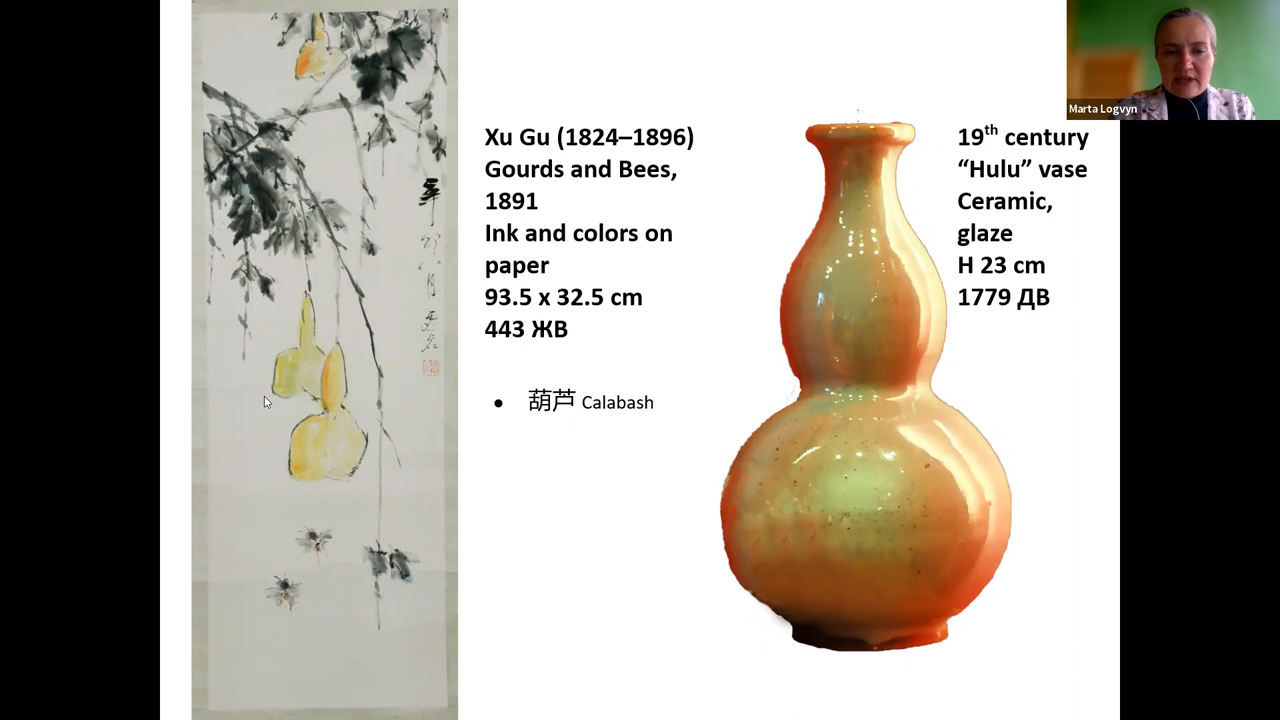 Xu Gu (1824–1896)
Gourds and Bees,
1891
Ink and colors on
paper
93.5 x 32.5 cm
443 ЖВ
• 葫芦 Calabash
19th century
“Hulu” vase
Ceramic,
glaze
H 23 cm
1779 ДВ
Marta Logvyn